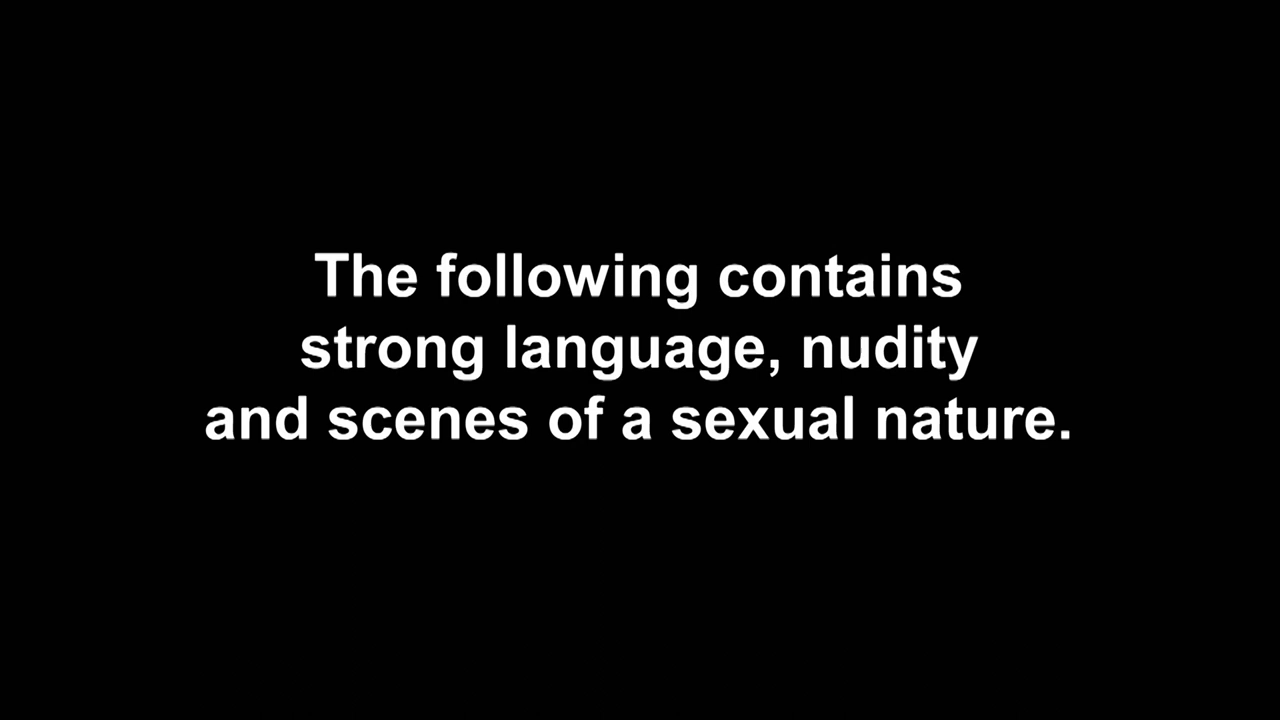 The following contains
strong language, nudity
and scenes of a sexual nature.